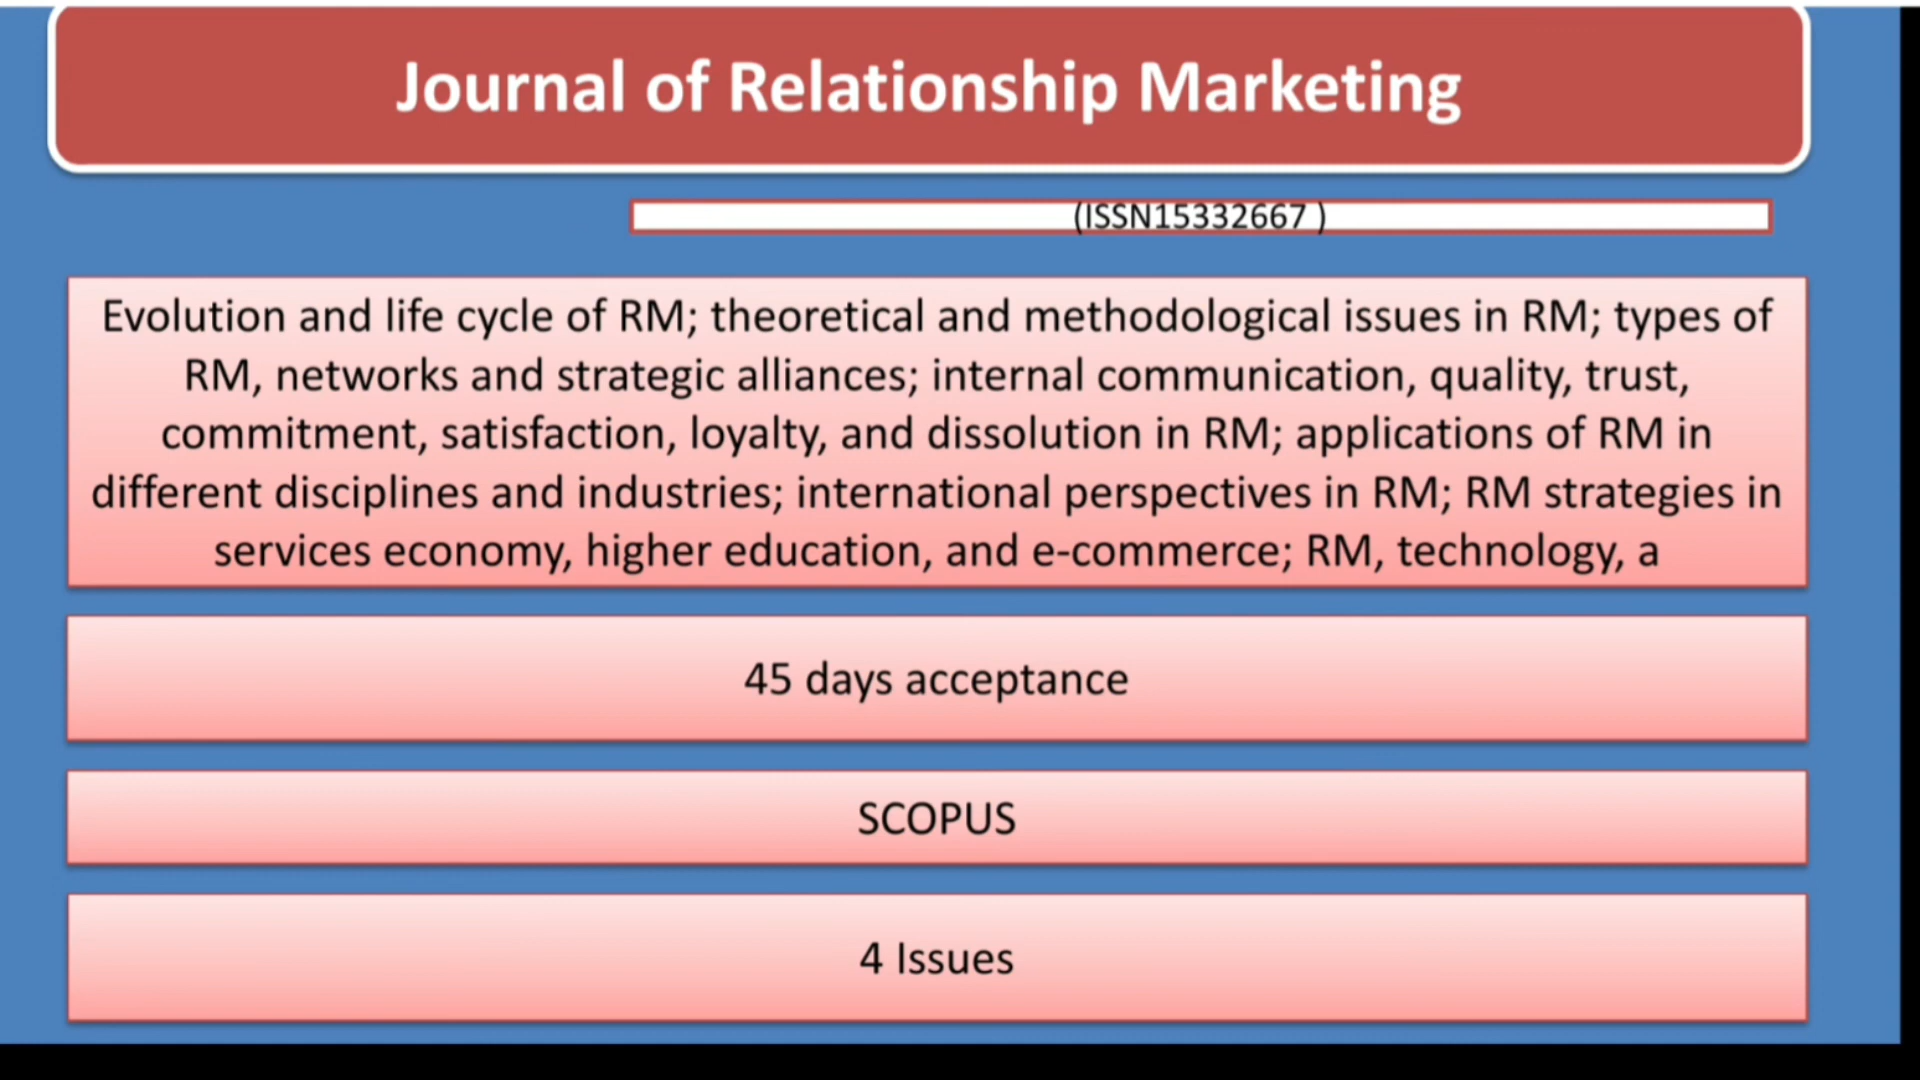 Journal of Relationship Marketing
(ISSN15332667 )
Evolution and life cycle of RM; theoretical and methodological issues in RM; types of
RM, networks and strategic alliances; internal communication, quality, trust,
commitment, satisfaction, loyalty, and dissolution in RM; applications of RM in
different disciplines and industries; international perspectives in RM; RM strategies in
services economy, higher education, and e-commerce; RM, technology, a
45 days acceptance
SCOPUS
4 Issues